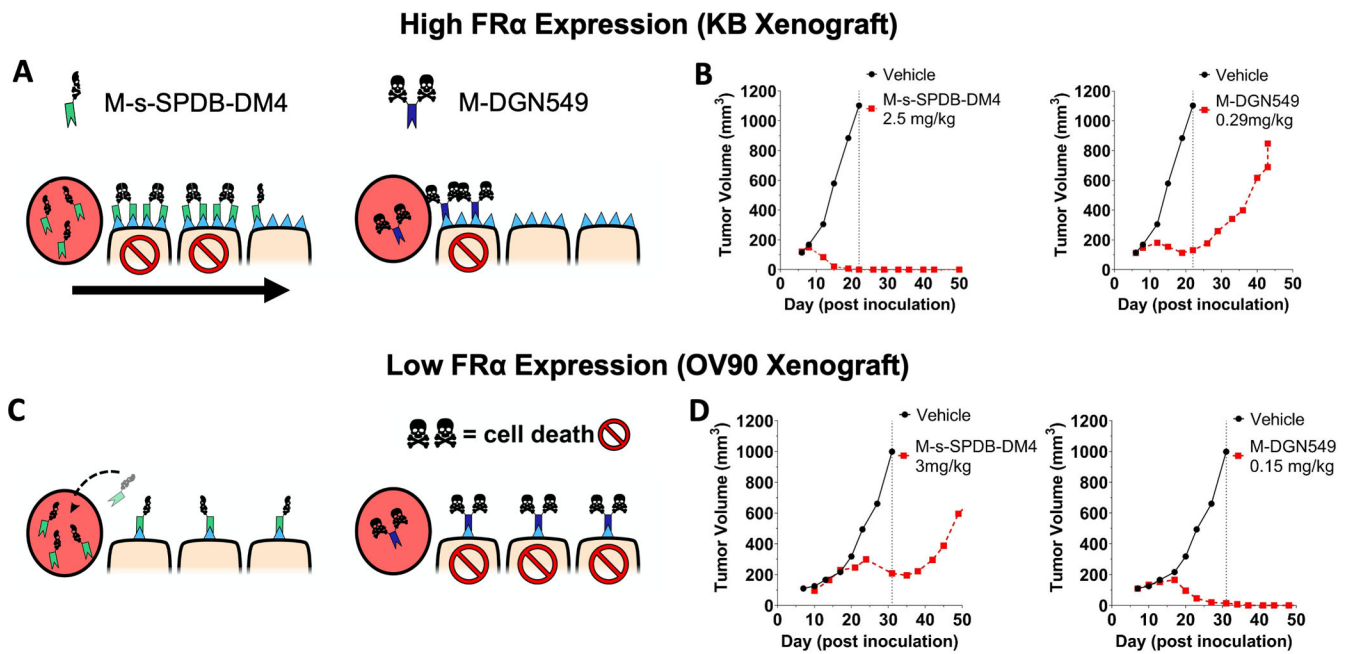 High FRα Expression (KB Xenograft)
A
M-s-SPDB-DM4
M-DGN549
B
Vehicle
M-s-SPDB-DM4
2.5 mg/kg
1200
1000
800
600
400
200
0
Tumor Volume (mm³)
0 10 20 30 40 50
Day (post inoculation)
Vehicle
M-DGN549
0.29mg/kg
1200
1000
800
600
400
200
0
Tumor Volume (mm³)
0 10 20 30 40 50
Day (post inoculation)
Low FRα Expression (OV90 Xenograft)
C
= cell death
D
Vehicle
M-s-SPDB-DM4
3mg/kg
1200
1000
800
600
400
200
0
Tumor Volume (mm³)
0 10 20 30 40 50
Day (post inoculation)
Vehicle
M-DGN549
0.15 mg/kg
1200
1000
800
600
400
200
0
Tumor Volume (mm³)
0 10 20 30 40 50
Day (post inoculation)